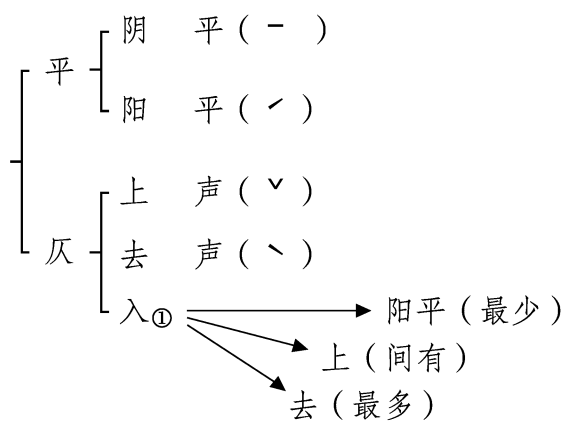 阴 平（ˉ）
平
阳 平（ˊ）
上 声（ˇ）
仄
去 声（ˋ）
入①
阳平（最少）
上（间有）
去（最多）